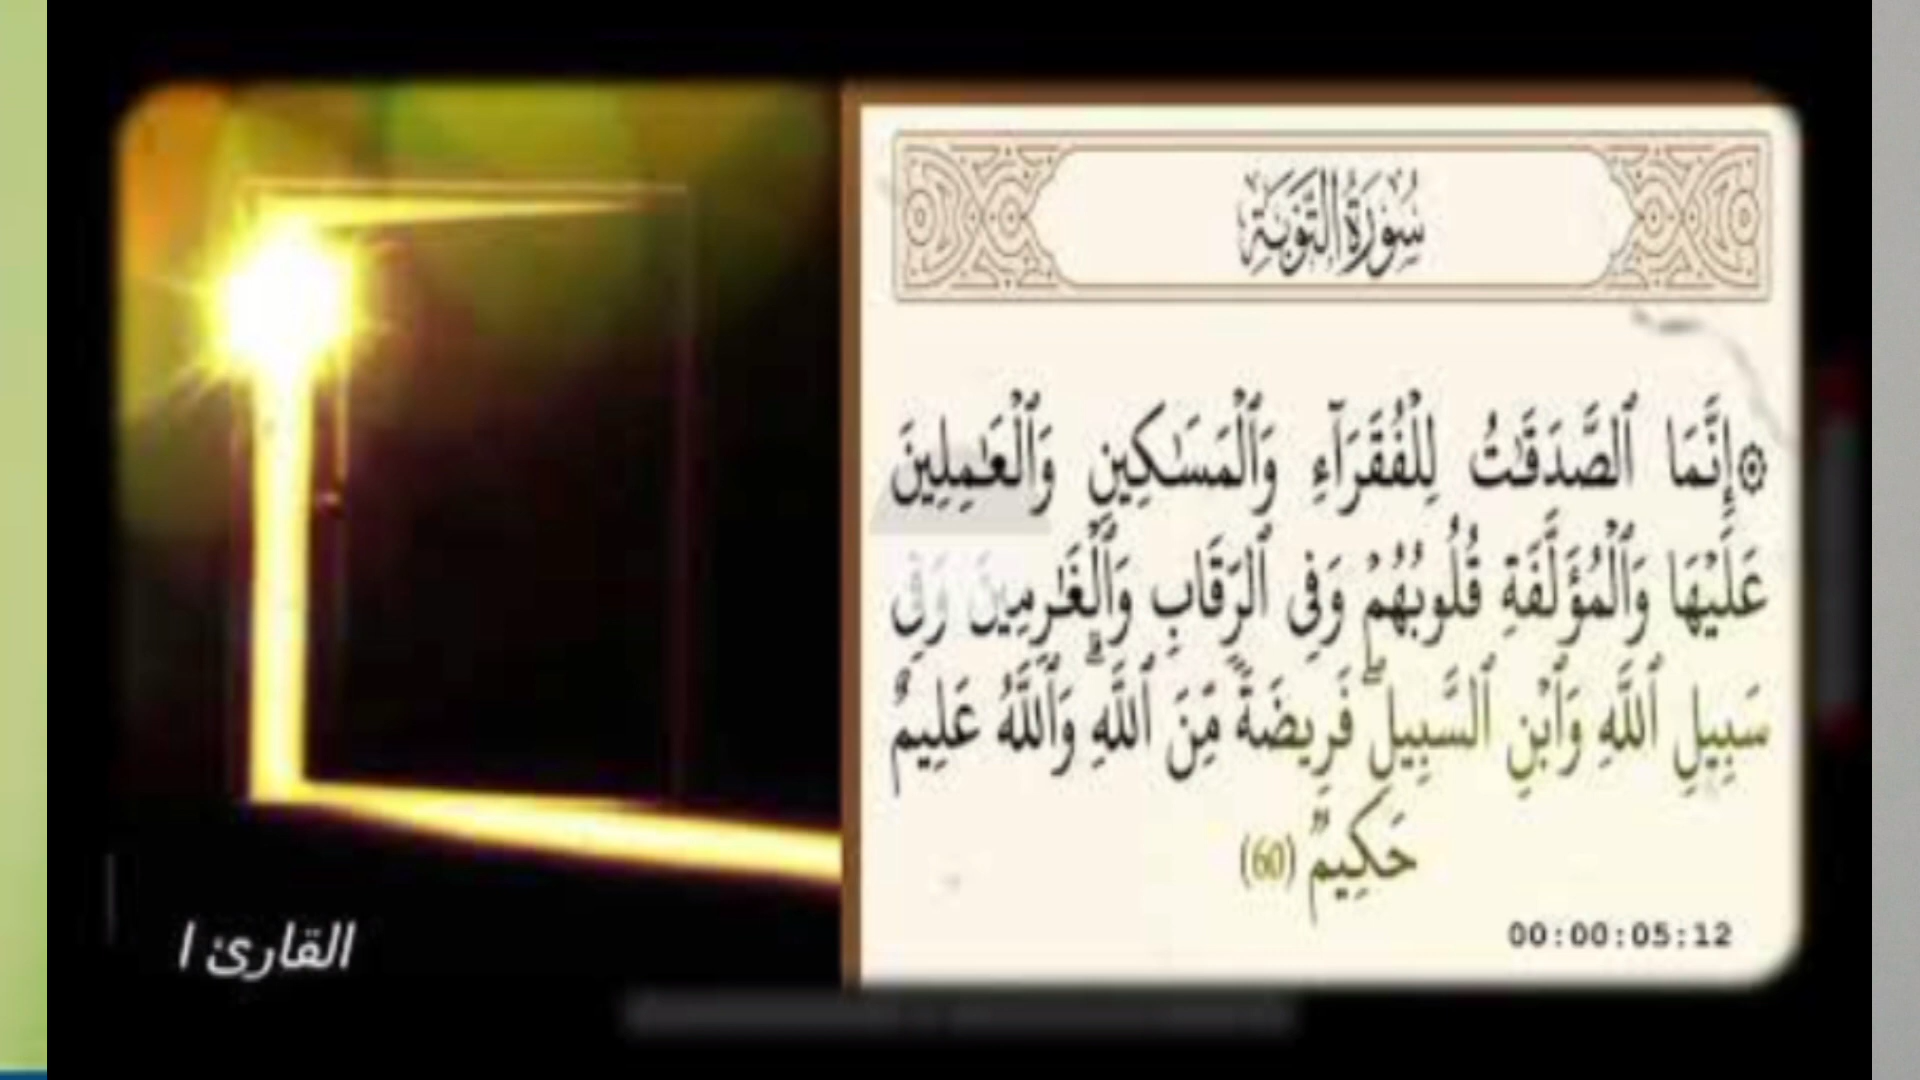 سُورَةُ التَّوْبَةِ
۞إِنَّمَا ٱلصَّدَقَٰتُ لِلْفُقَرَآءِ وَٱلْمَسَٰكِينِ وَٱلْعَٰمِلِينَ
عَلَيْهَا وَٱلْمُؤَلَّفَةِ قُلُوبُهُمْ وَفِى ٱلرِّقَابِ وَٱلْغَٰرِمِينَ وَفِى
سَبِيلِ ٱللَّهِ وَٱبْنِ ٱلسَّبِيلِ ۖ فَرِيضَةً مِّنَ ٱللَّهِ ۗ وَٱللَّهُ عَلِيمٌ
حَكِيمٌ (60)
00:00:05:12
القارئ ا